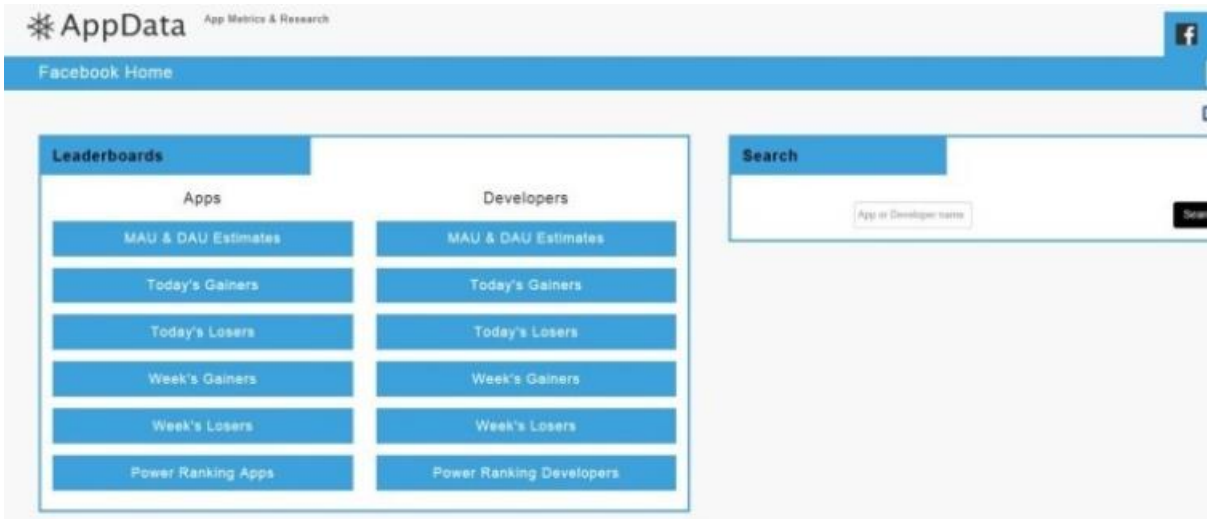 AppData App Metrics & Research
f
Facebook Home
Leaderboards
Apps
Developers
MAU & DAU Estimates
MAU & DAU Estimates
Today's Gainers
Today's Gainers
Today's Losers
Today's Losers
Week's Gainers
Week's Gainers
Week's Losers
Week's Losers
Power Ranking Apps
Power Ranking Developers
Search
App or Developer name